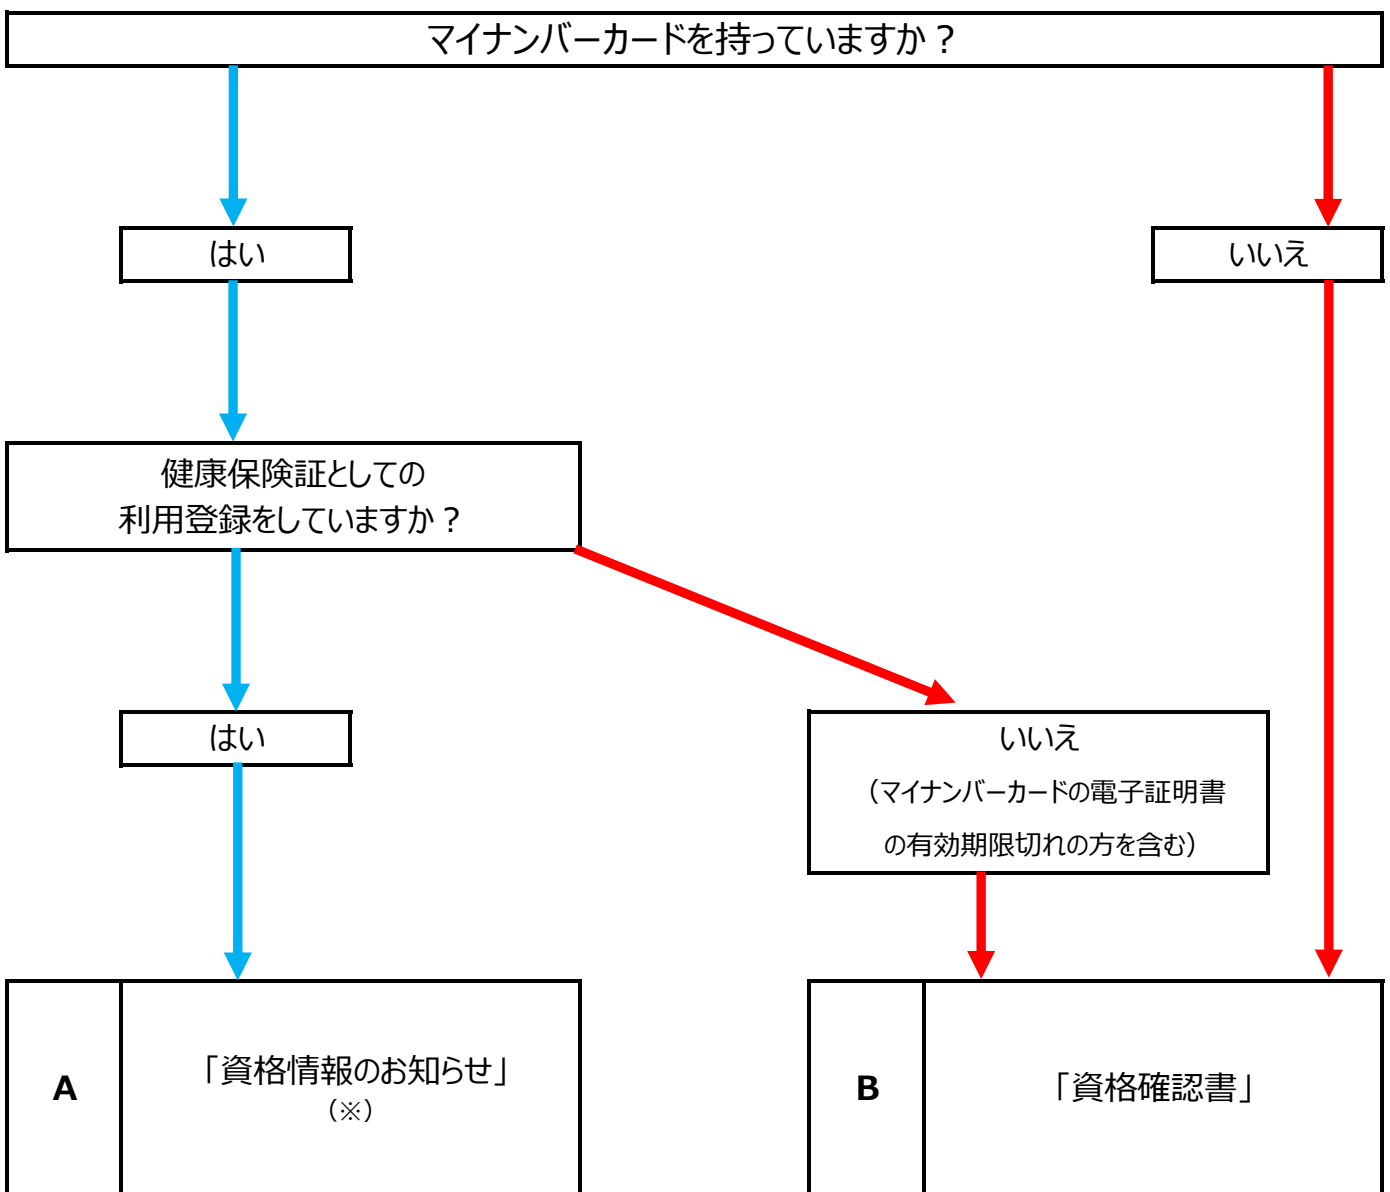 マイナンバーカードを持っていますか？
はい
いいえ
健康保険証としての
利用登録をしていますか？
はい
いいえ
（マイナンバーカードの電子証明書
の有効期限切れの方を含む）
A
「資格情報のお知らせ」
（※）
B
「資格確認書」